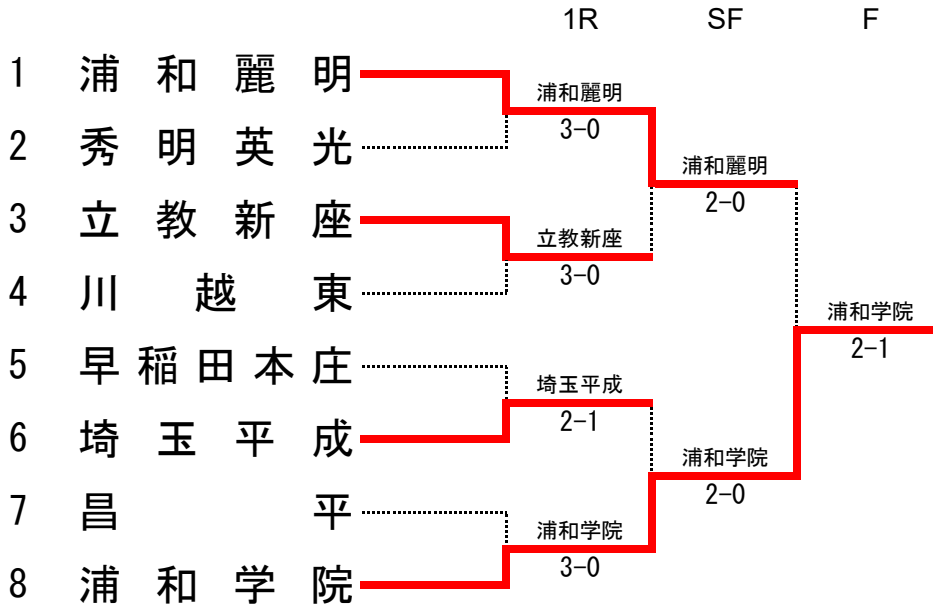 1R SF F
1 浦和麗明
浦和麗明
3-0
2 秀明英光
浦和麗明
2-0
3 立教新座
立教新座
3-0
4 川越東
浦和学院
2-1
5 早稲田本庄
埼玉平成
2-1
6 埼玉平成
浦和学院
2-0
7 昌平
浦和学院
3-0
8 浦和学院